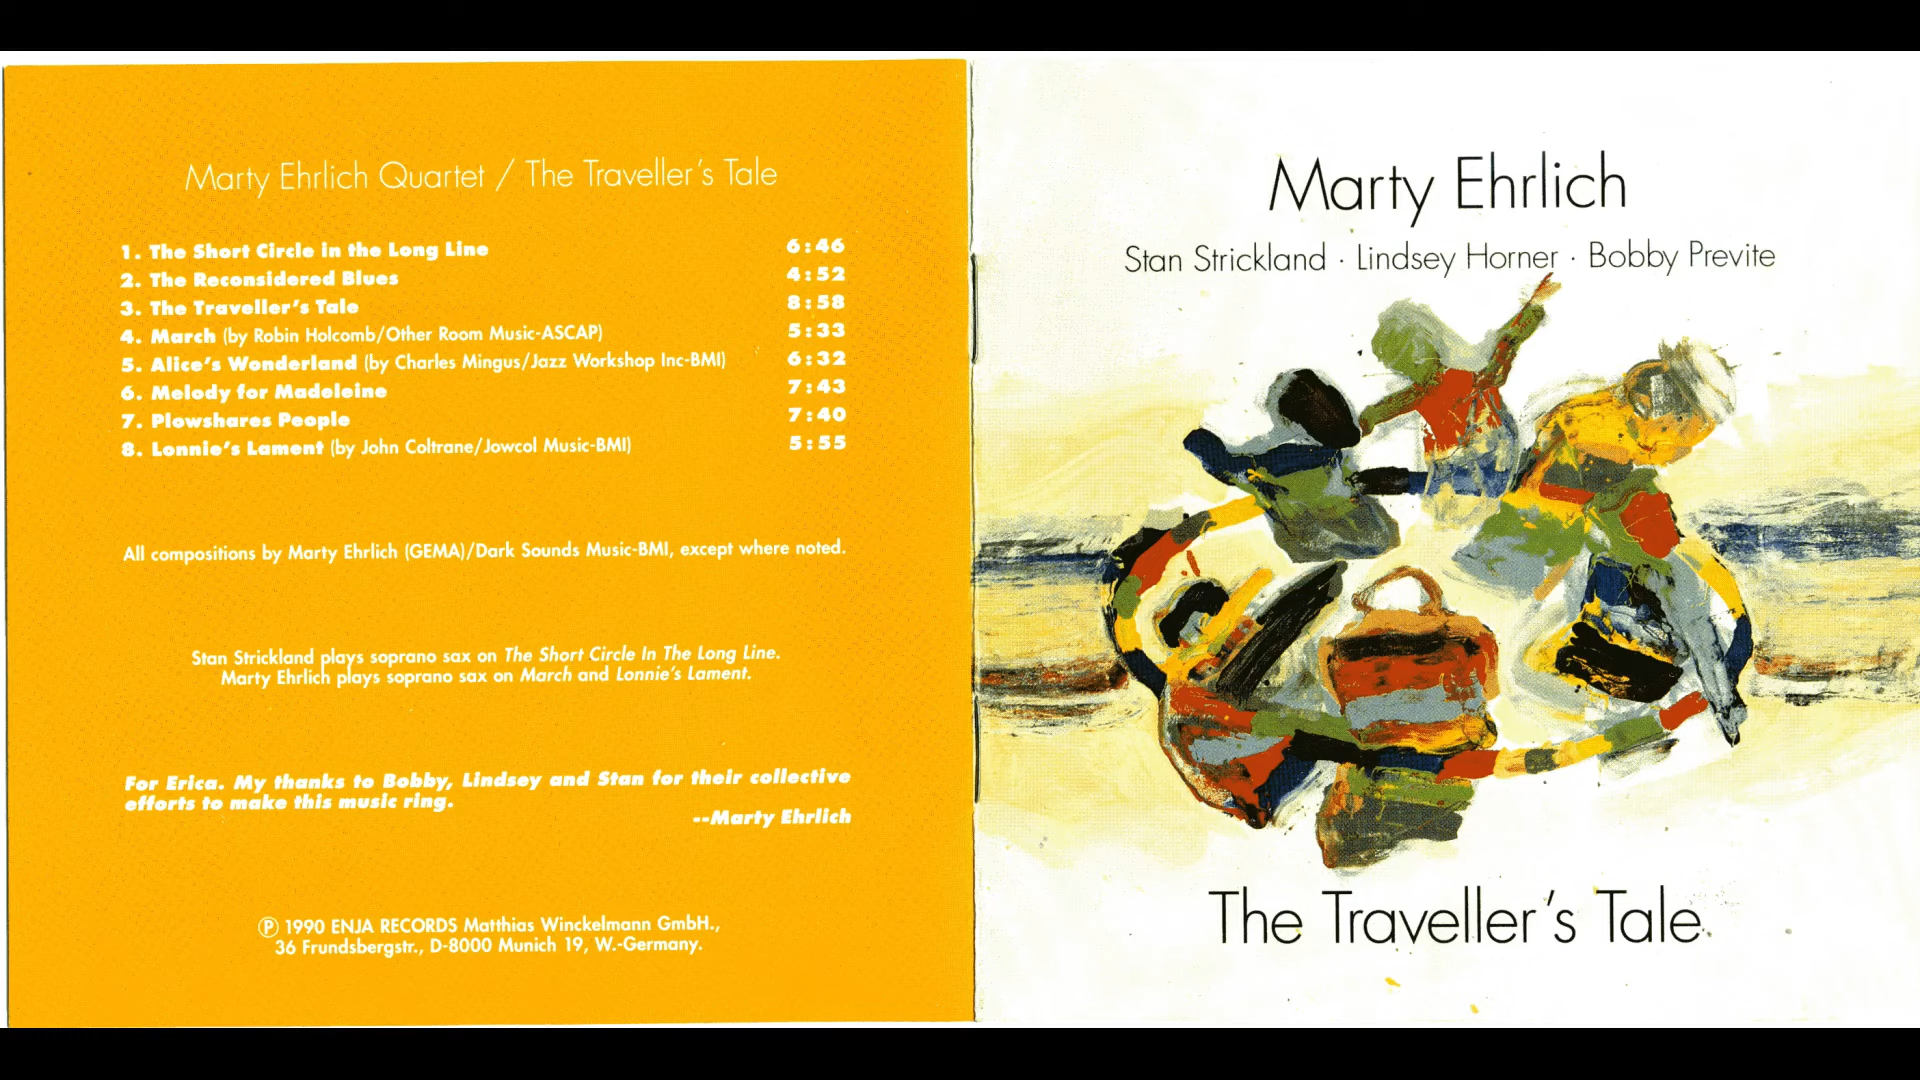 Marty Ehrlich Quartet / The Traveller's Tale
1. The Short Circle in the Long Line 6:46
2. The Reconsidered Blues 4:52
3. The Traveller's Tale 8:58
4. March (by Robin Holcomb/Other Room Music-ASCAP) 5:33
5. Alice's Wonderland (by Charles Mingus/Jazz Workshop Inc-BMI) 6:32
6. Melody for Madeleine 7:43
7. Plowshares People 7:40
8. Lonnie's Lament (by John Coltrane/Jowcol Music-BMI) 5:55
All compositions by Marty Ehrlich (GEMA)/Dark Sounds Music-BMI, except where noted.
Stan Strickland plays soprano sax on The Short Circle In The Long Line.
Marty Ehrlich plays soprano sax on March and Lonnie's Lament.
For Erica. My thanks to Bobby, Lindsey and Stan for their collective
efforts to make this music ring.
--Marty Ehrlich
℗ 1990 ENJA RECORDS Matthias Winckelmann GmbH.,
36 Frundsbergstr., D-8000 Munich 19, W.-Germany.
Marty Ehrlich
Stan Strickland · Lindsey Horner · Bobby Previte
The Traveller's Tale